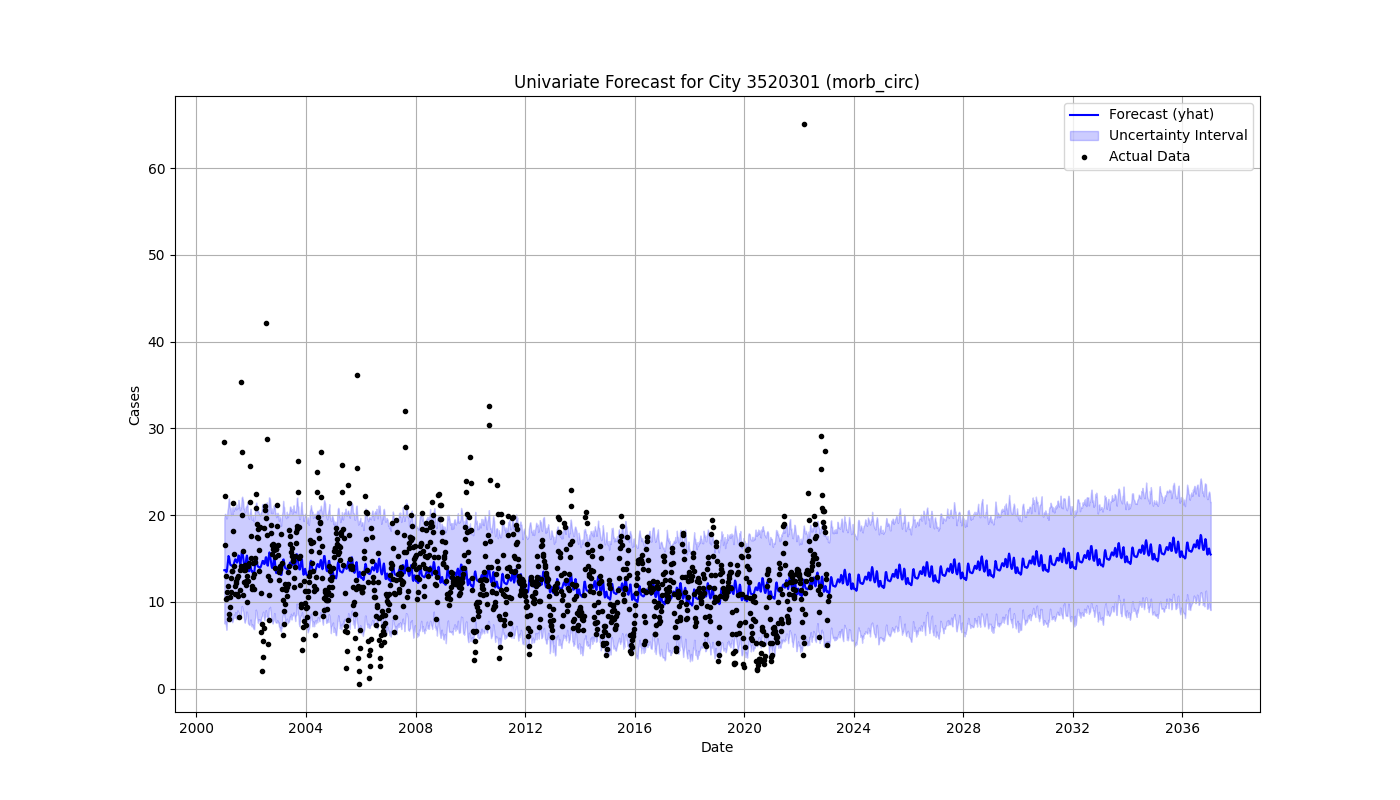 Univariate Forecast for City 3520301 (morb_circ)
Forecast (yhat)
Uncertainty Interval
Actual Data
Cases
60
50
40
30
20
10
0
2000 2004 2008 2012 2016 2020 2024 2028 2032 2036
Date